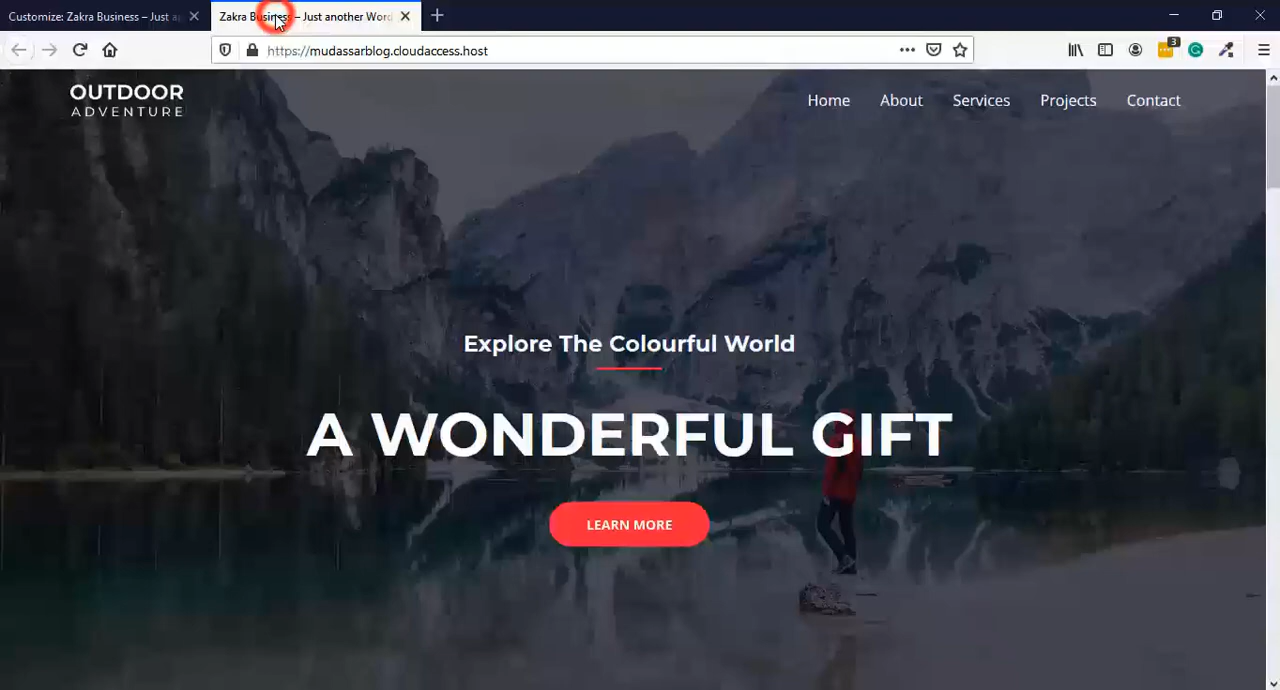 Customize: Zakra Business – Just a
Zakra Business – Just another Word
https://mudassarblog.cloudaccess.host
3
OUTDOOR
ADVENTURE
Home About Services Projects Contact
Explore The Colourful World
A WONDERFUL GIFT
LEARN MORE